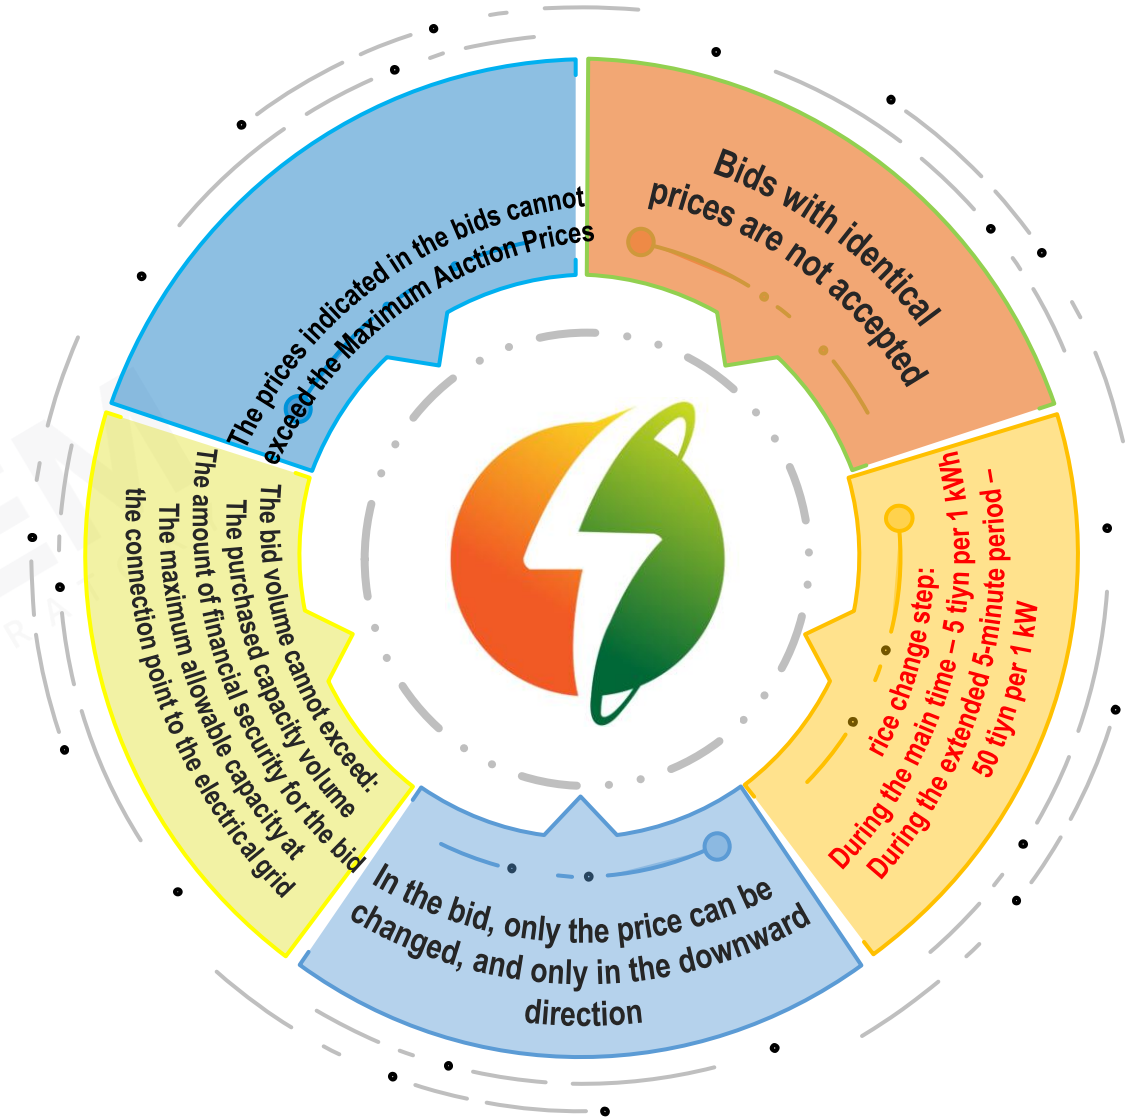 The prices indicated in the bids cannot
exceed the Maximum Auction Prices
Bids with identical
prices are not accepted
rice change step:
During the main time – 5 tiyn per 1 kWh
During the extended 5-minute period –
50 tiyn per 1 kW
In the bid, only the price can be
changed, and only in the downward
direction
The bid volume cannot exceed:
The purchased capacity volume
The amount of financial security for the bid
The maximum allowable capacity at
the connection point to the electrical grid